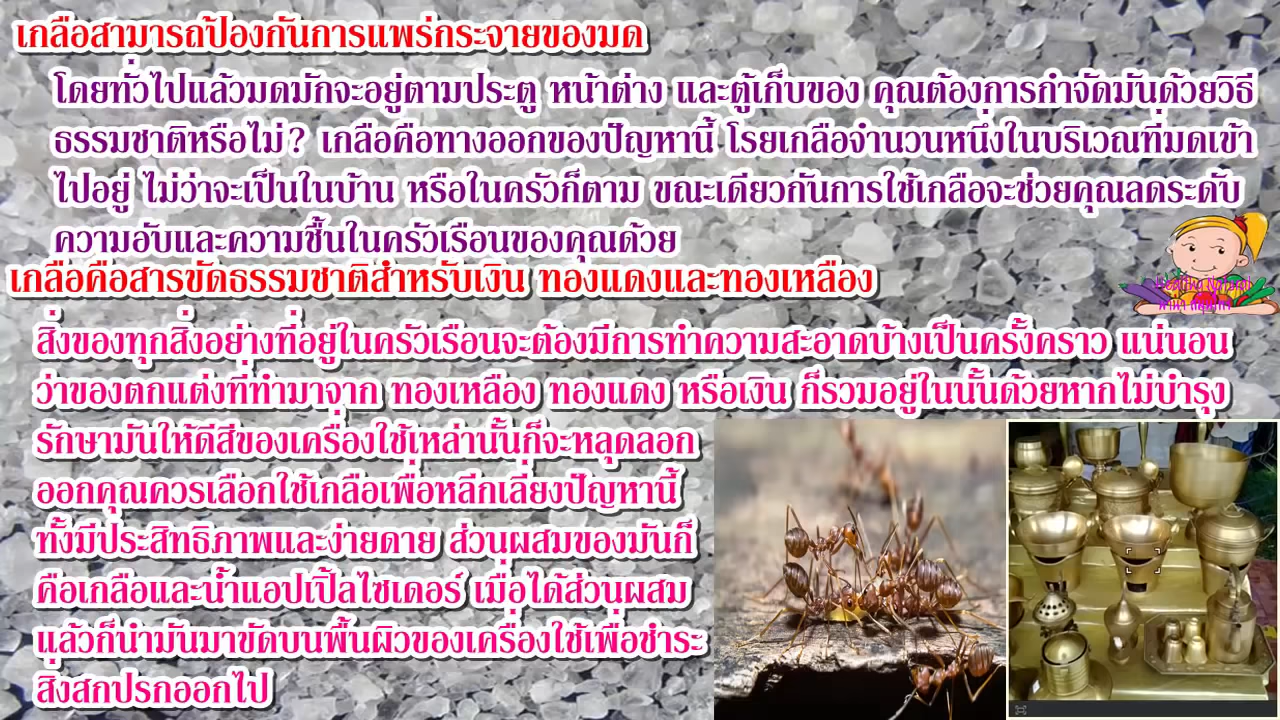 เกลือสามารถป้องกันการแพร่กระจายของมด
โดยทั่วไปแล้วมดมักจะอยู่ตามประตู หน้าต่าง และตู้เก็บของ คุณต้องการกำจัดมันด้วยวิธี
ธรรมชาติหรือไม่? เกลือคือทางออกของปัญหานี้ โรยเกลือจำนวนหนึ่งในบริเวณที่มดเข้า
ไปอยู่ ไม่ว่าจะเป็นในบ้าน หรือในครัวก็ตาม ขณะเดียวกันการใช้เกลือจะช่วยคุณลดระดับ
ความอับและความชื้นในครัวเรือนของคุณด้วย
เกลือคือสารขัดธรรมชาติสำหรับเงิน ทองแดงและทองเหลือง
สิ่งของทุกสิ่งอย่างที่อยู่ในครัวเรือนจะต้องมีการทำความสะอาดบ้างเป็นครั้งคราว แน่นอน
ว่าของตกแต่งที่ทำมาจาก ทองเหลือง ทองแดง หรือเงิน ก็รวมอยู่ในนั้นด้วยหากไม่บำรุง
รักษามันให้ดีสีของเครื่องใช้เหล่านั้นก็จะหลุดลอก
ออกคุณควรเลือกใช้เกลือเพื่อหลีกเลี่ยงปัญหานี้
ทั้งมีประสิทธิภาพและง่ายดาย ส่วนผสมของมันก็
คือเกลือและน้ำแอปเปิ้ลไซเดอร์ เมื่อได้ส่วนผสม
แล้วก็นำมันมาขัดบนพื้นผิวของเครื่องใช้เพื่อชำระ
สิ่งสกปรกออกไป